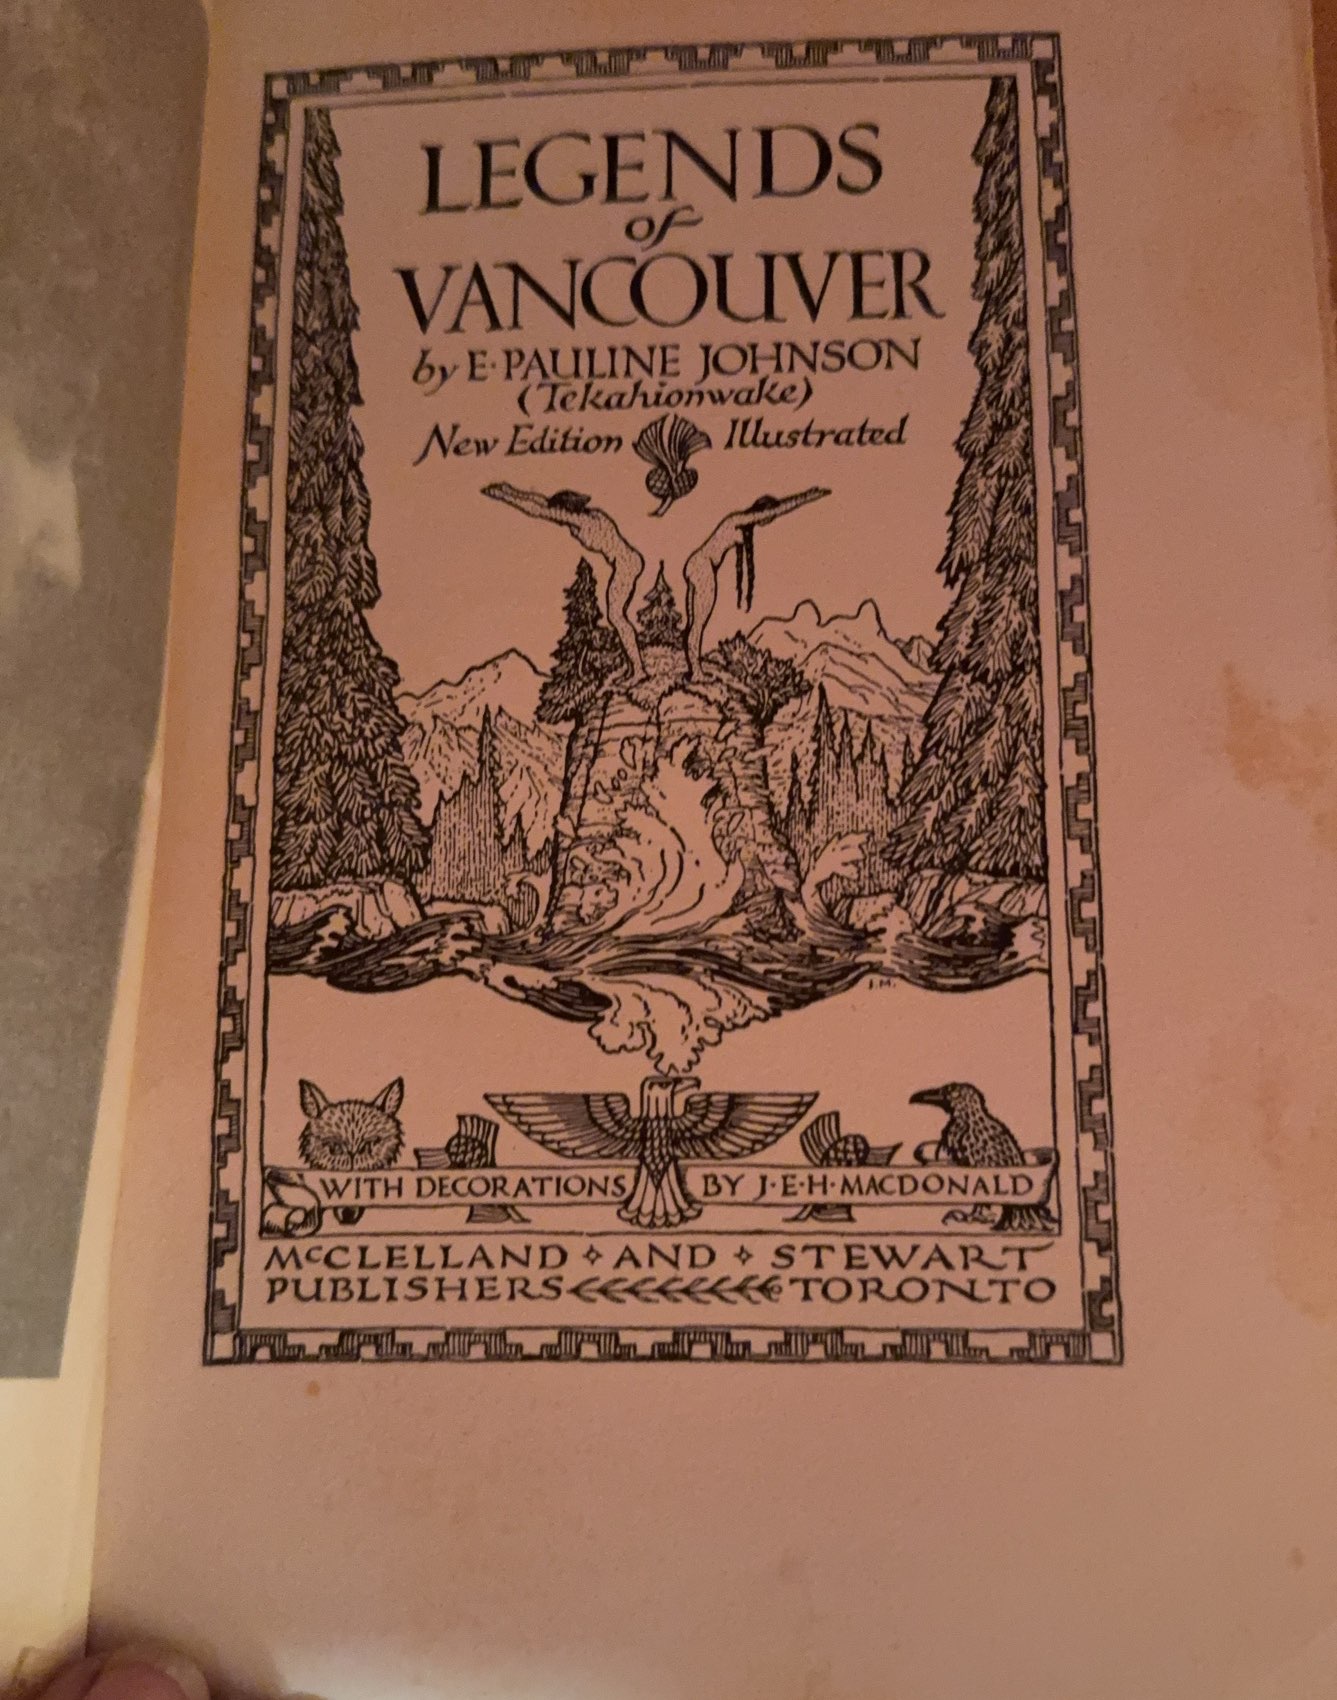 LEGENDS
of
VANCOUVER
by E·PAULINE JOHNSON
(Tekahionwake)
New Edition Illustrated
J.M.
WITH DECORATIONS BY J·E·H·MACDONALD
McCLELLAND AND STEWART
PUBLISHERS TORONTO